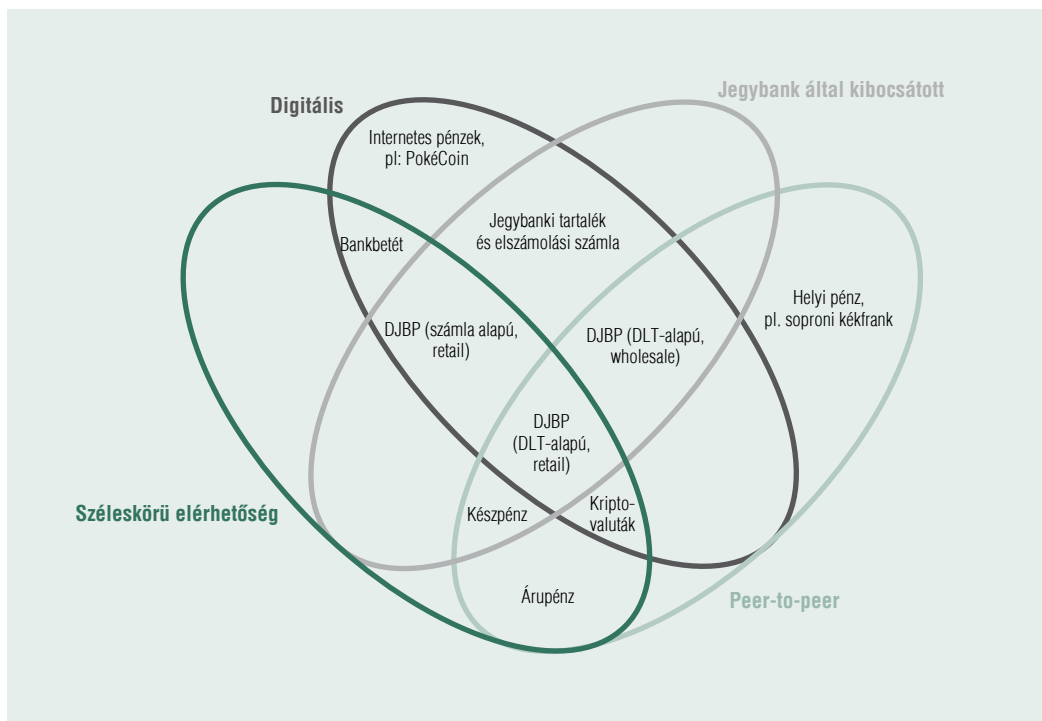 Jegybank által kibocsátott
Digitális
Internetes pénzek,
pl: PokéCoin
Jegybanki tartalék
és elszámolási számla
Bankbetét
Helyi pénz,
pl. soproni kékfrank
DJBP (számla alapú,
retail)
DJBP (DLT-alapú,
wholesale)
DJBP
(DLT-alapú,
retail)
Széleskörü elérhetőség
Készpénz
Kripto-
valuták
Árupénz
Peer-to-peer